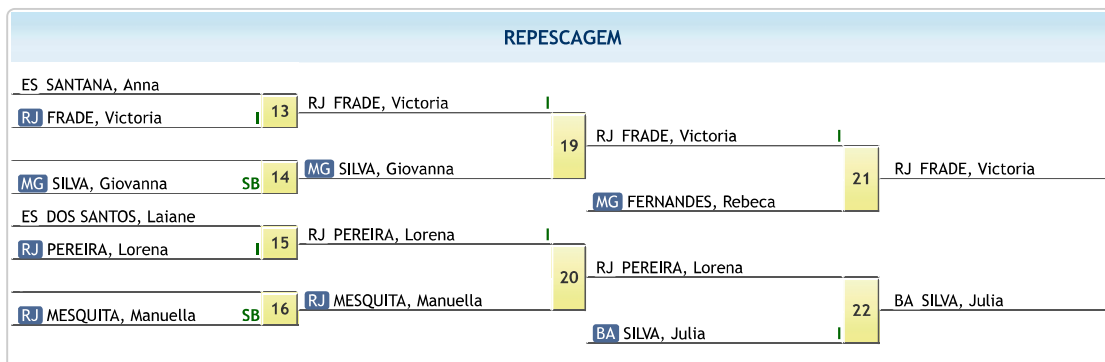 REPESCAGEM
ES SANTANA, Anna
RJ FRADE, Victoria I
13
RJ FRADE, Victoria I
19
RJ FRADE, Victoria I
21
RJ FRADE, Victoria
MG SILVA, Giovanna SB
14
MG SILVA, Giovanna
MG FERNANDES, Rebeca
ES DOS SANTOS, Laiane
RJ PEREIRA, Lorena I
15
RJ PEREIRA, Lorena I
20
RJ PEREIRA, Lorena
22
BA SILVA, Julia
RJ MESQUITA, Manuella SB
16
RJ MESQUITA, Manuella
BA SILVA, Julia I